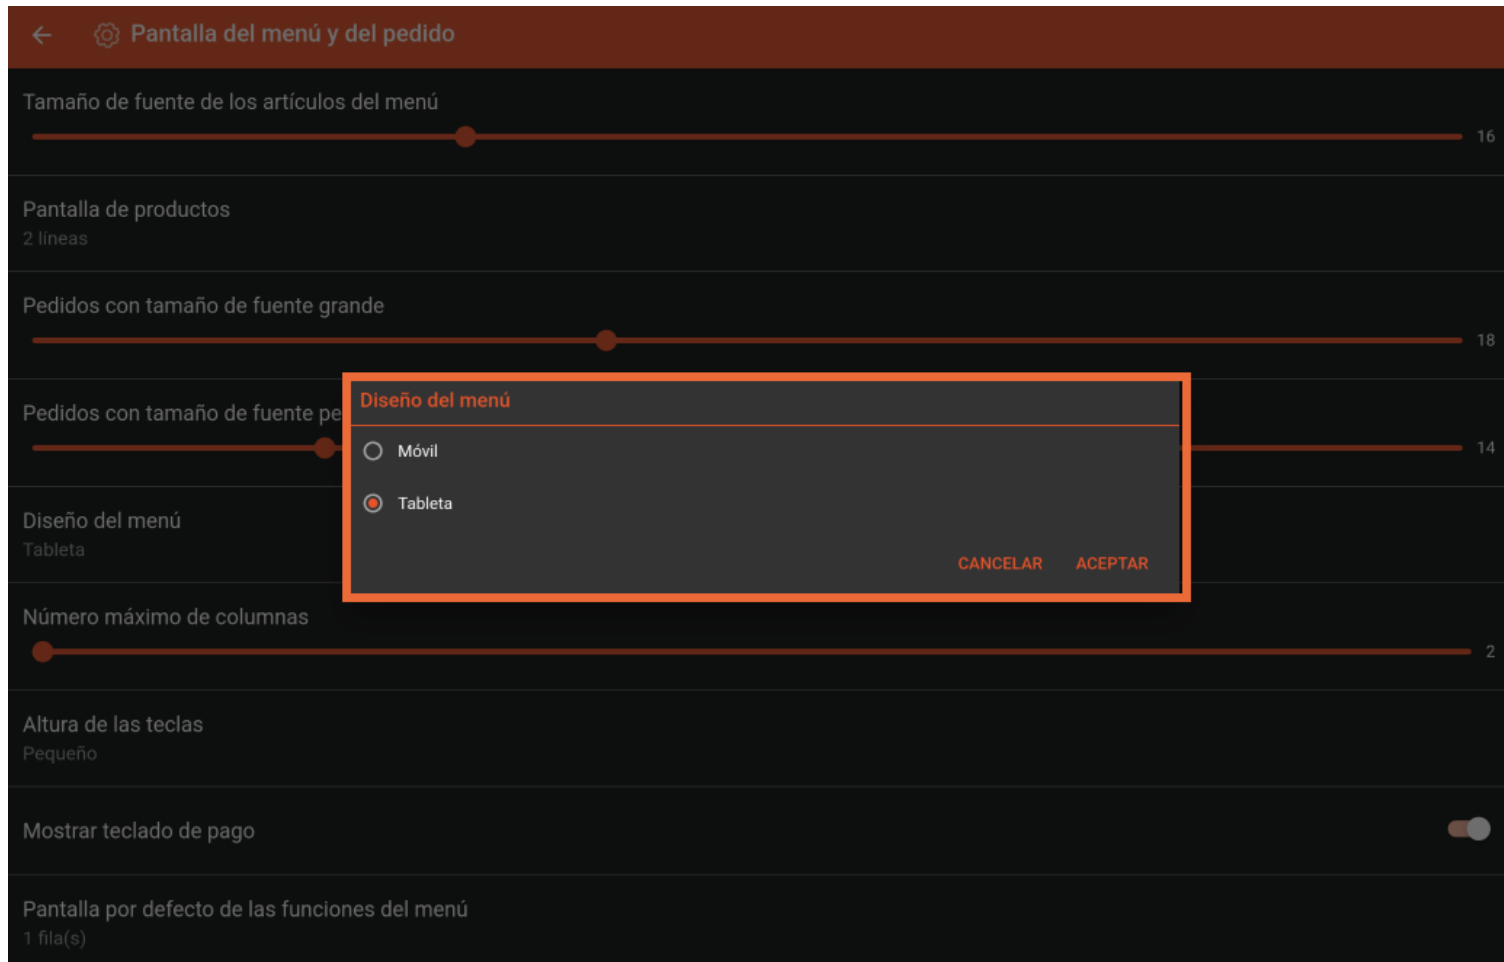 Pantalla del menú y del pedido
Tamaño de fuente de los artículos del menú
16
Pantalla de productos
2 líneas
Pedidos con tamaño de fuente grande
18
Pedidos con tamaño de fuente pe
14
Diseño del menú
Móvil
Tableta
CANCELAR ACEPTAR
Diseño del menú
Tableta
Número máximo de columnas
2
Altura de las teclas
Pequeño
Mostrar teclado de pago
Pantalla por defecto de las funciones del menú
1 fila(s)